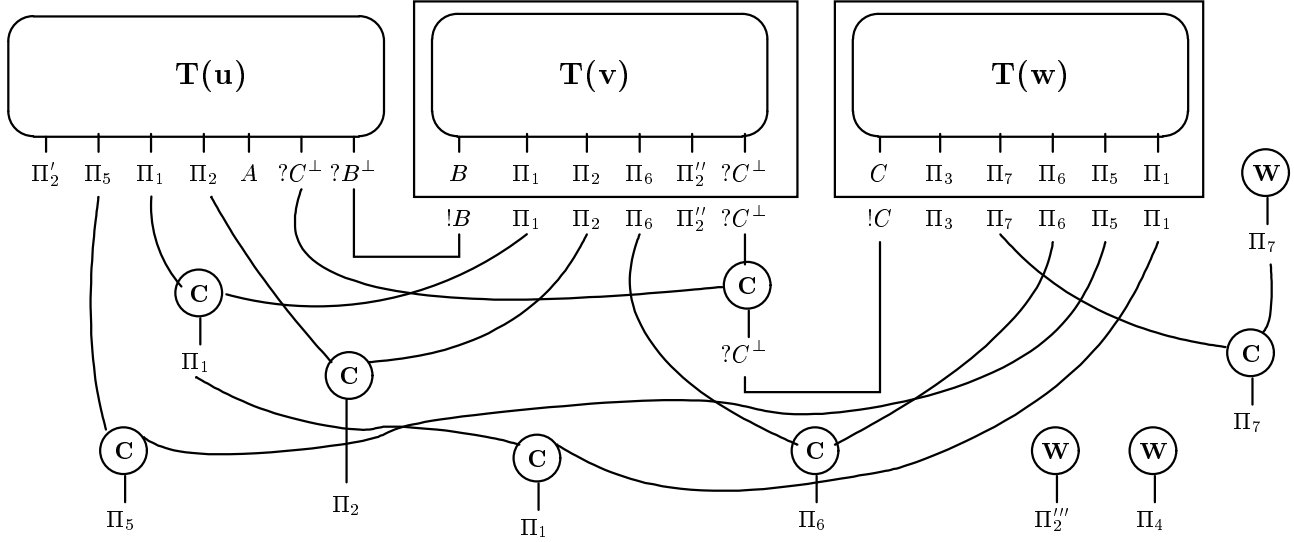 T(u) T(v) T(w)
Π′₂ Π₅ Π₁ Π₂ A ?C⊥ ?B⊥ B Π₁ Π₂ Π₆ Π″₂ ?C⊥ C Π₃ Π₇ Π₆ Π₅ Π₁ W
!B Π₁ Π₂ Π₆ Π″₂ ?C⊥ !C Π₃ Π₇ Π₆ Π₅ Π₁
Π₇
C C
Π₁ ?C⊥ C
C
Π₇
C C C W W
Π₂
Π₅ Π₁ Π₆ Π‴₂ Π₄